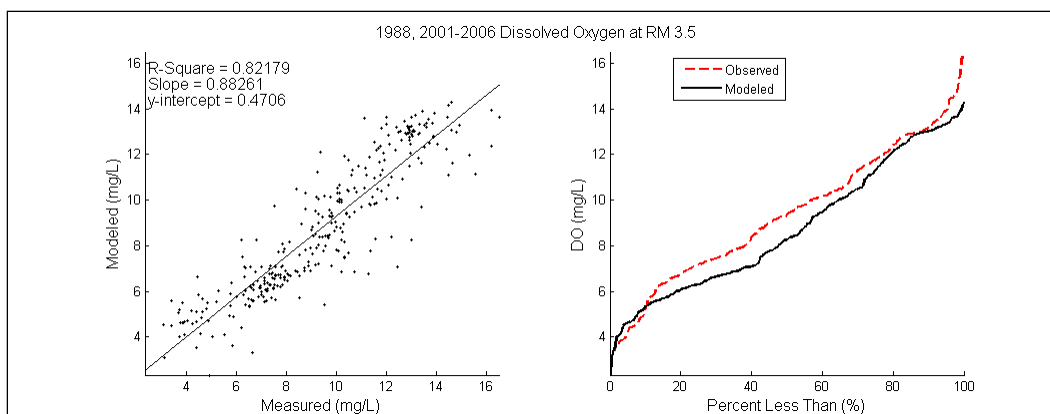 1988, 2001-2006 Dissolved Oxygen at RM 3.5
R-Square = 0.82179
Slope = 0.88261
y-intercept = 0.4706
16
14
12
10
8
6
4
Modeled (mg/L)
4 6 8 10 12 14 16
Measured (mg/L)
Observed
Modeled
16
14
12
10
8
6
4
DO (mg/L)
0 20 40 60 80 100
Percent Less Than (%)